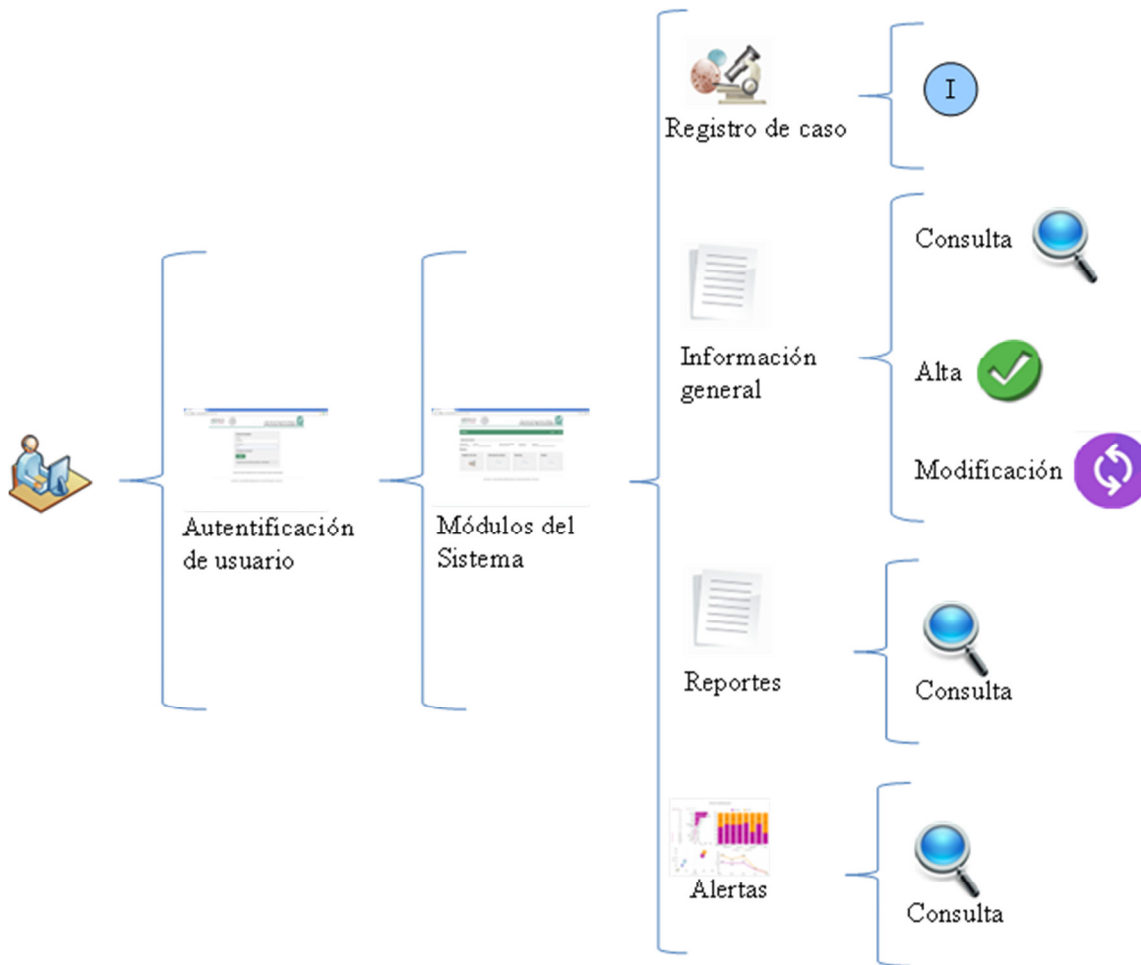 Autentificación
de usuario
Módulos del
Sistema
Registro de caso
I
Información
general
Consulta
Alta
Modificación
Reportes
Consulta
Alertas
Consulta